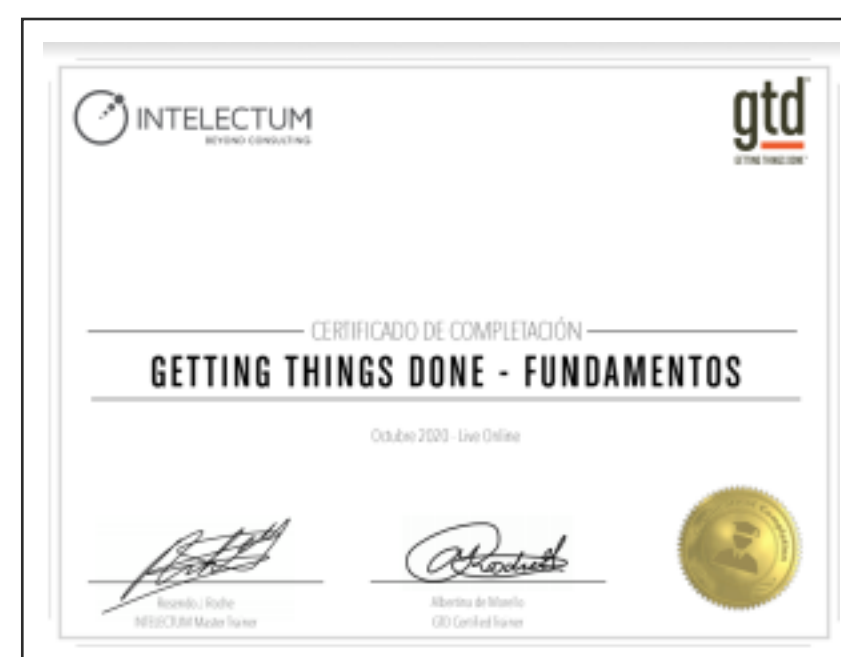 INTELECTUM
BEYOND CONSULTING
gtd
GETTING THINGS DONE
CERTIFICADO DE COMPLETACIÓN
GETTING THINGS DONE - FUNDAMENTOS
Octubre 2020 - Live Online
Rosendo J. Roche
INTELECTUM Master Trainer
Albertina de Morello
GTD Certified Trainer